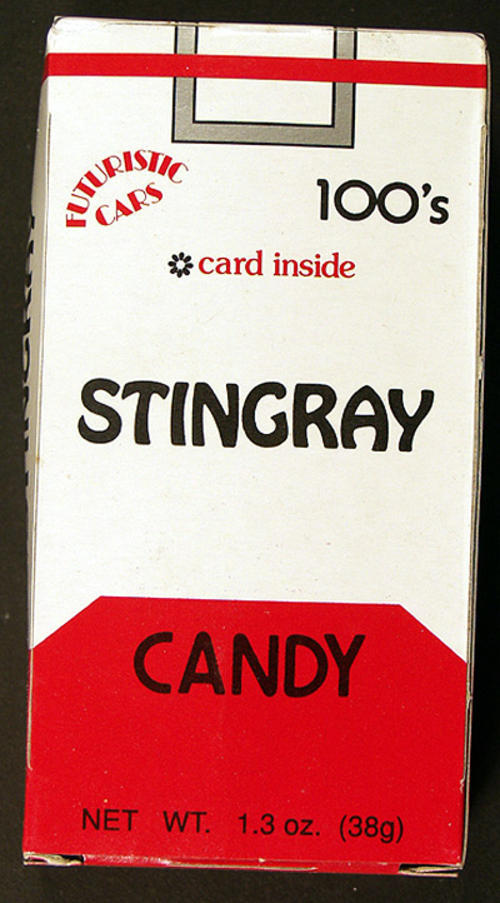 FUTURISTIC
CARS
100's
card inside
STINGRAY
CANDY
NET WT. 1.3 oz. (38g)